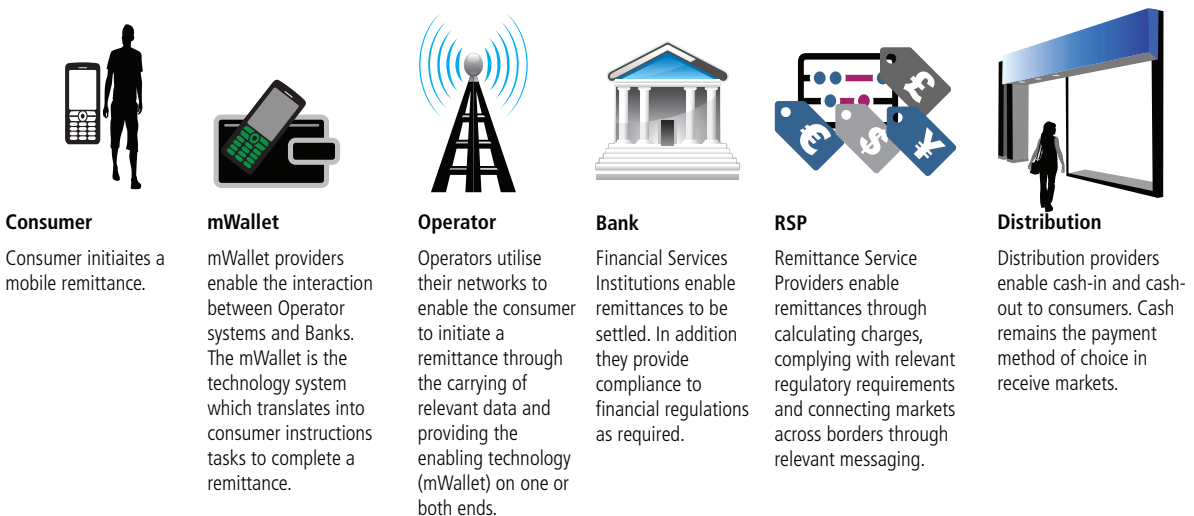 Consumer
Consumer initiaites a
mobile remittance.
mWallet
mWallet providers
enable the interaction
between Operator
systems and Banks.
The mWallet is the
technology system
which translates into
consumer instructions
tasks to complete a
remittance.
Operator
Operators utilise
their networks to
enable the consumer
to initiate a
remittance through
the carrying of
relevant data and
providing the
enabling technology
(mWallet) on one or
both ends.
Bank
Financial Services
Institutions enable
remittances to be
settled. In addition
they provide
compliance to
financial regulations
as required.
£
€
$
¥
RSP
Remittance Service
Providers enable
remittances through
calculating charges,
complying with relevant
regulatory requirements
and connecting markets
across borders through
relevant messaging.
Distribution
Distribution providers
enable cash-in and cash-
out to consumers. Cash
remains the payment
method of choice in
receive markets.